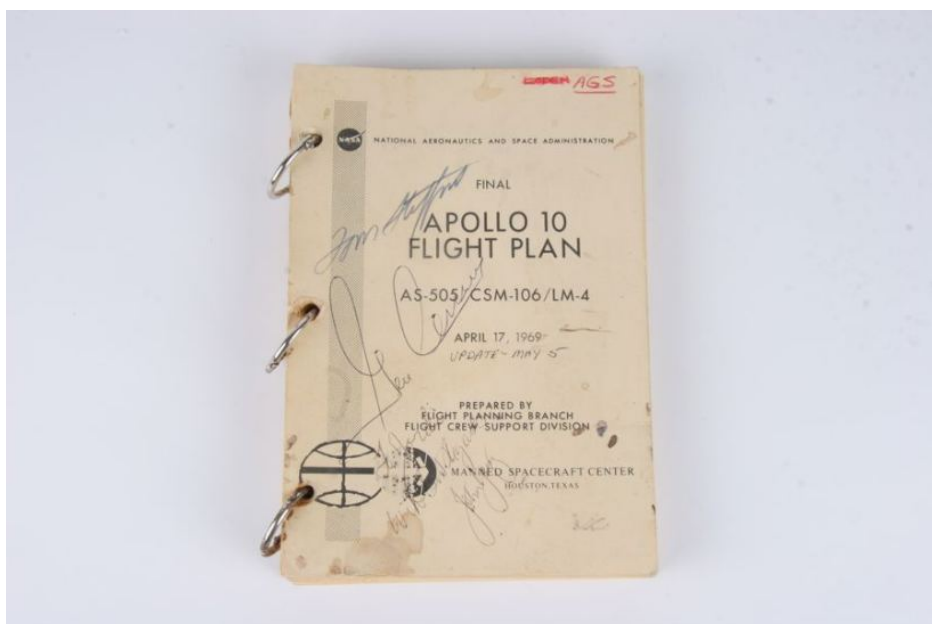 AGS
NASA
NATIONAL AERONAUTICS AND SPACE ADMINISTRATION
FINAL
APOLLO 10
FLIGHT PLAN
AS-505/CSM-106/LM-4
APRIL 17, 1969
UPDATE - MAY 5
PREPARED BY
FLIGHT PLANNING BRANCH
FLIGHT CREW SUPPORT DIVISION
MANNED SPACECRAFT CENTER
HOUSTON, TEXAS
Tom Stafford
Gene Cernan
John